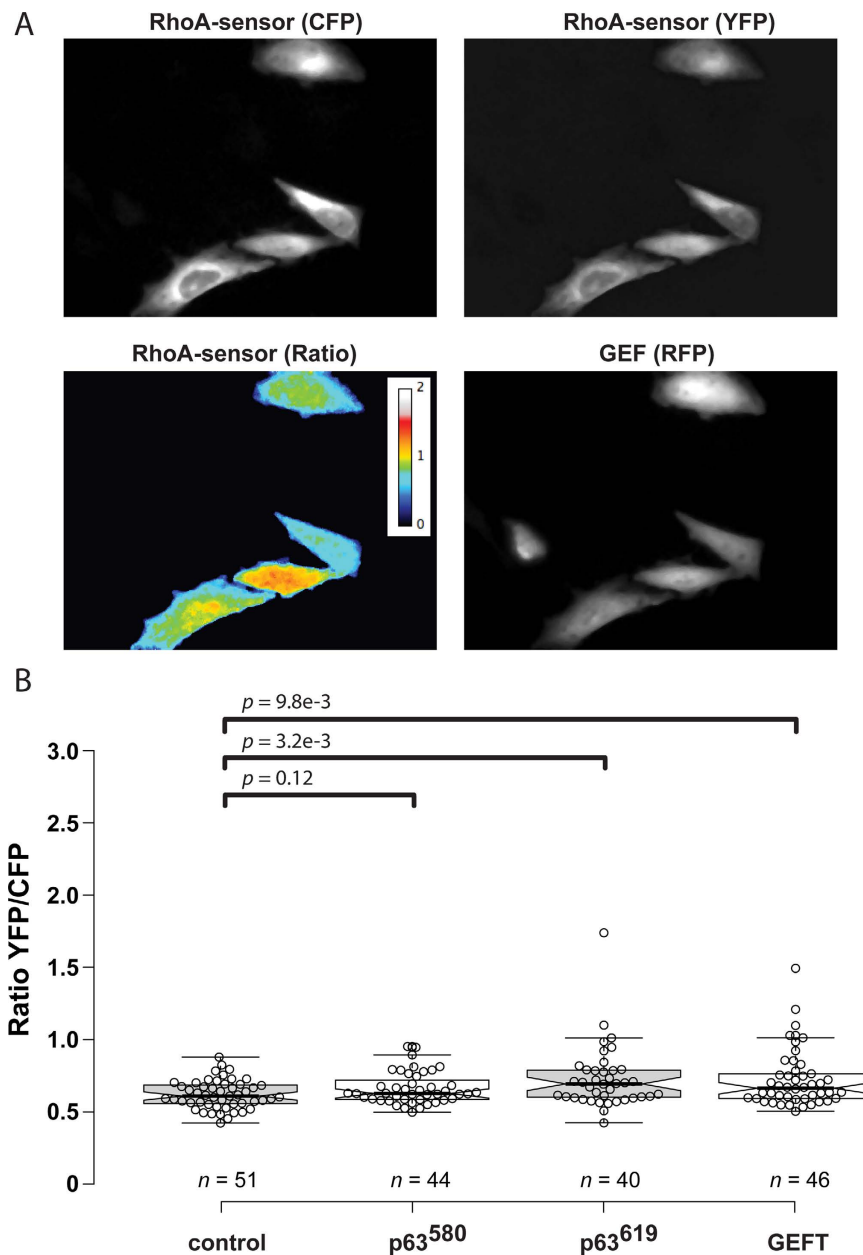 A
RhoA-sensor (CFP)
RhoA-sensor (YFP)
RhoA-sensor (Ratio)
GEF (RFP)
2
1
0
B
p = 9.8e-3
p = 3.2e-3
p = 0.12
Ratio YFP/CFP
3.0
2.5
2.0
1.5
1.0
0.5
0
n = 51
n = 44
n = 40
n = 46
control
p63580
p63619
GEFT